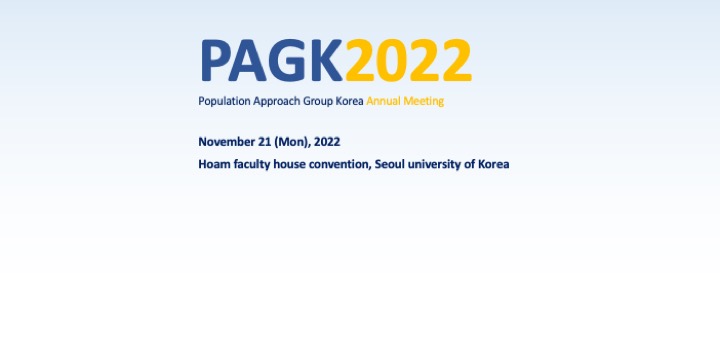 PAGK2022
Population Approach Group Korea Annual Meeting
November 21 (Mon), 2022
Hoam faculty house convention, Seoul university of Korea